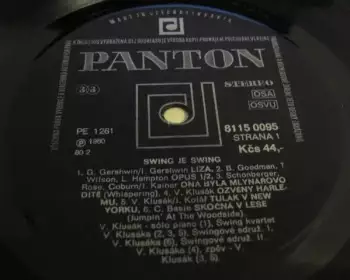 MADE IN CZECHOSLOVAKIA
PANTON
33
STEREO
OSA
OSVU
PE 1261
℗ 1980
80 2
8115 0095
STRANA 1
Kčs 44,-
SWING JE SWING
1. G. Gershwin/I. Gershwin LIZA, 2. B. Goodman, T.
Wilson, L. Hampton OPUS 1/2, 3. Schonberger,
Rose, Coburn/J. Kainer ONA BYLA MLYNÁŘOVO
DÍTĚ (Whispering), 4. V. Klusák OZVĚNY HARLE-
MU, 5. V. Klusák/J. Kolář TULÁK V NEW
YORKU, 6. C. Basie SKOČNÁ V LESE
(Jumpin' At The Woodside)
V. Klusák - sólo piano (1), Swing kvartet
V. Klusáka (2, 3, 5), Swingové sdruž.
V. Klusáka (6), Swingové sdruž. II
V. Klusáka (4), zpěv - V.
Klusák (3, 5).